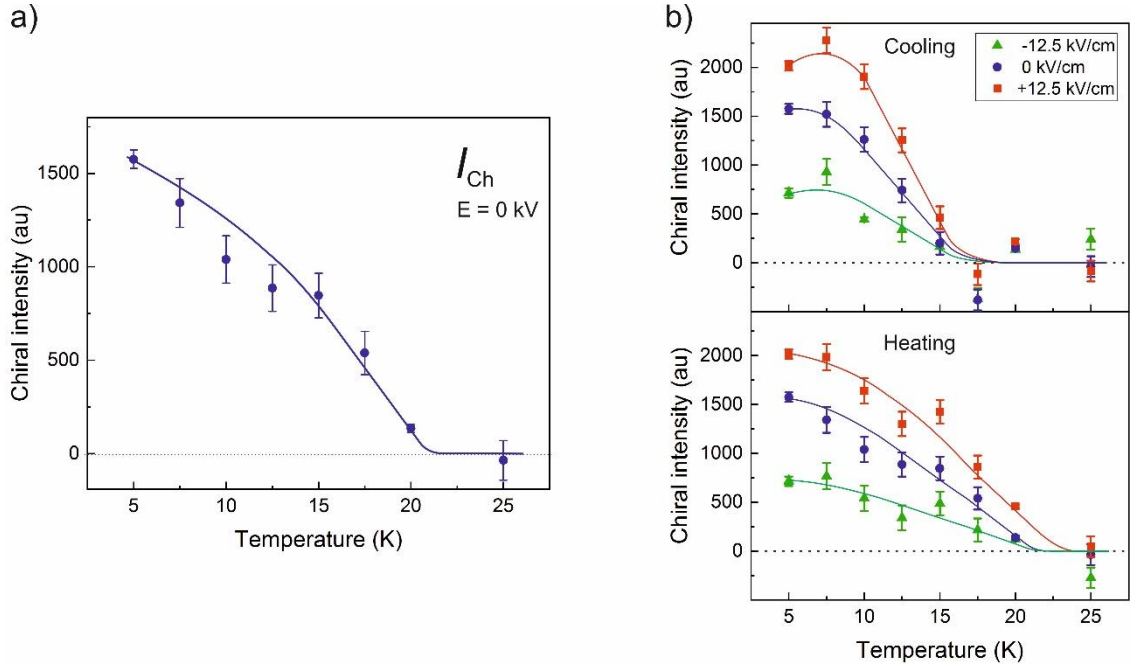 a)
I_Ch
E = 0 kV
Chiral intensity (au)
1500
1000
500
0
5 10 15 20 25
Temperature (K)
b)
Cooling
-12.5 kV/cm
0 kV/cm
+12.5 kV/cm
Chiral intensity (au)
2000
1500
1000
500
0
Heating
Chiral intensity (au)
2000
1500
1000
500
0
5 10 15 20 25
Temperature (K)